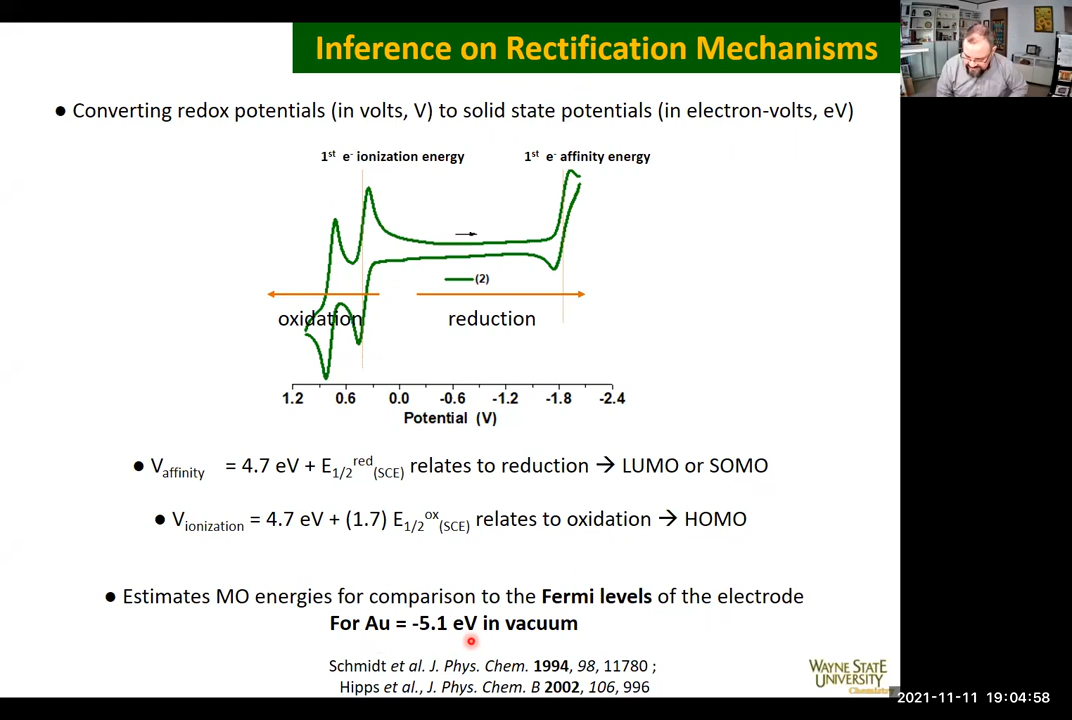 Inference on Rectification Mechanisms
● Converting redox potentials (in volts, V) to solid state potentials (in electron-volts, eV)
1st e- ionization energy
1st e- affinity energy
(2)
oxidation
reduction
1.2 0.6 0.0 -0.6 -1.2 -1.8 -2.4
Potential (V)
● Vaffinity = 4.7 eV + E1/2red(SCE) relates to reduction → LUMO or SOMO
● Vionization = 4.7 eV + (1.7) E1/2ox(SCE) relates to oxidation → HOMO
● Estimates MO energies for comparison to the Fermi levels of the electrode
For Au = -5.1 eV in vacuum
Schmidt et al. J. Phys. Chem. 1994, 98, 11780 ;
Hipps et al., J. Phys. Chem. B 2002, 106, 996
WAYNE STATE
UNIVERSITY
Chemistry
2021-11-11 19:04:58